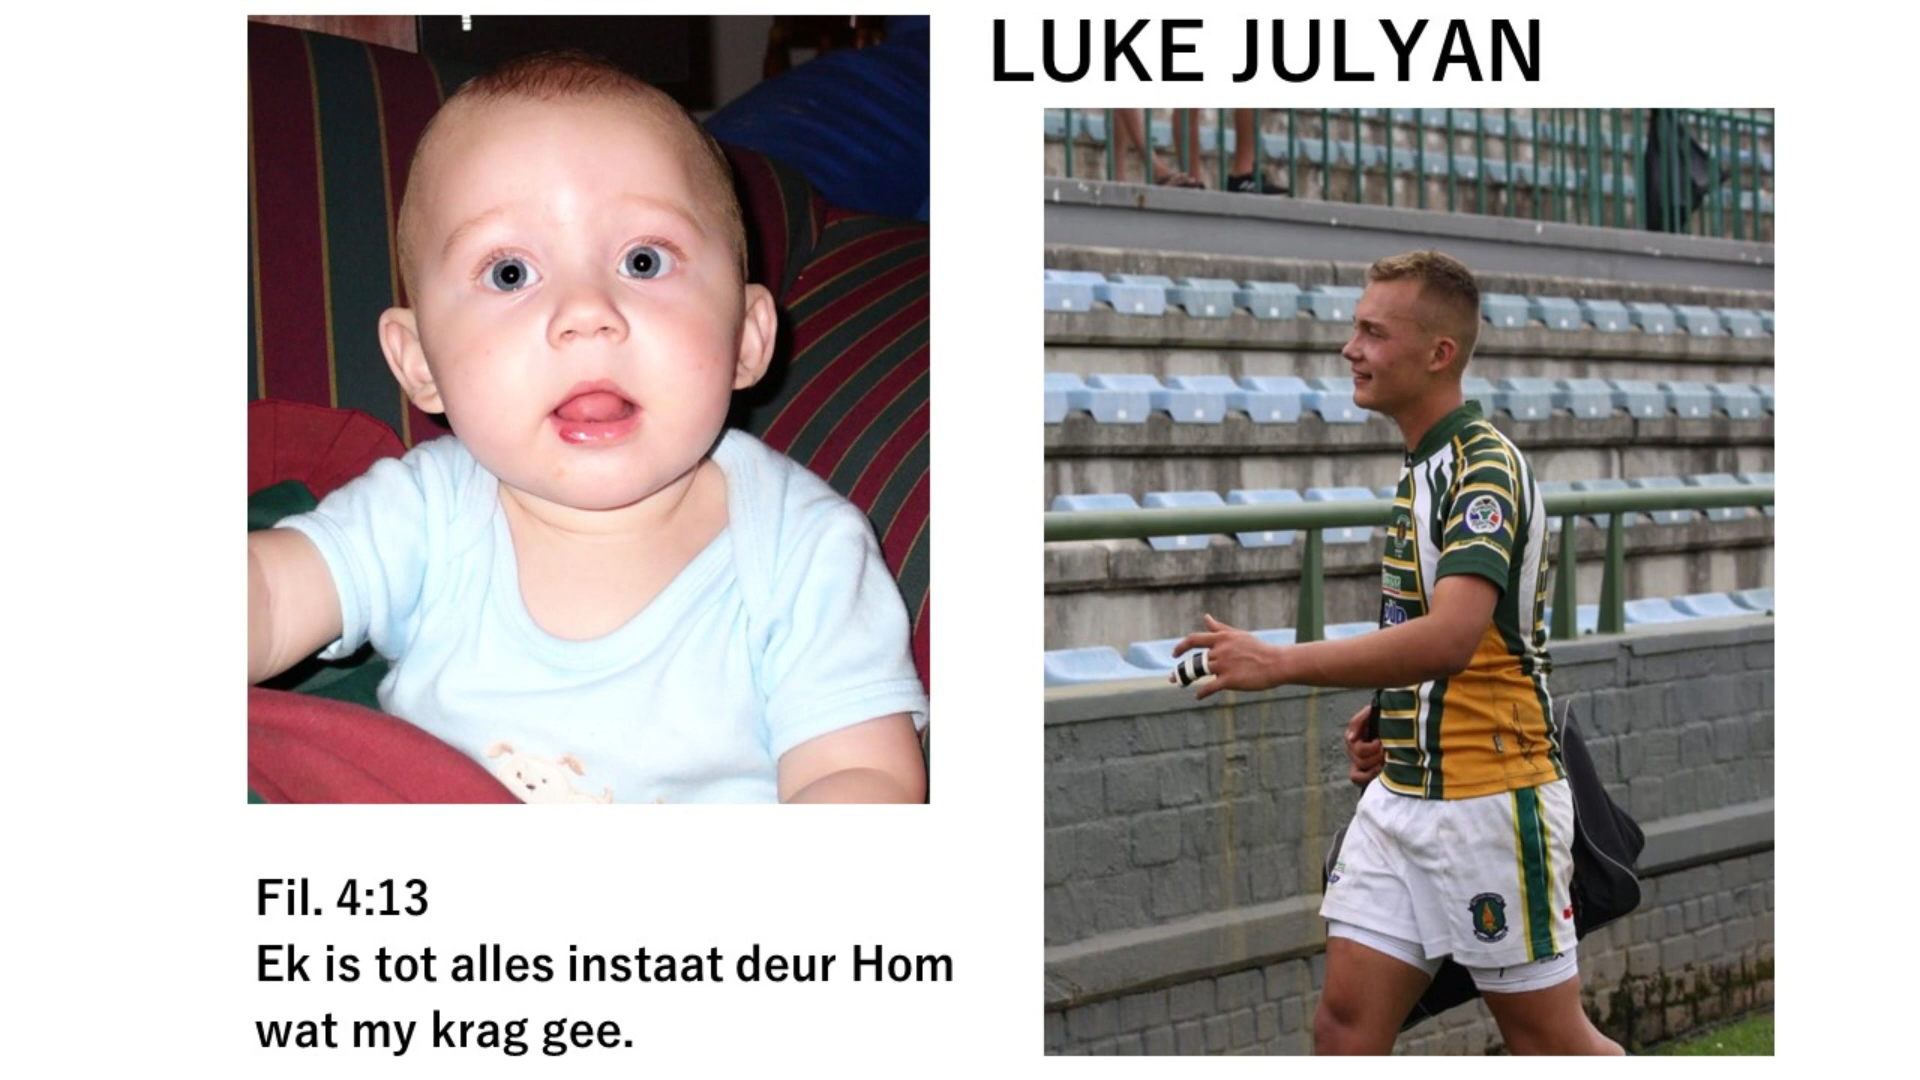 LUKE JULYAN
Fil. 4:13
Ek is tot alles instaat deur Hom
wat my krag gee.